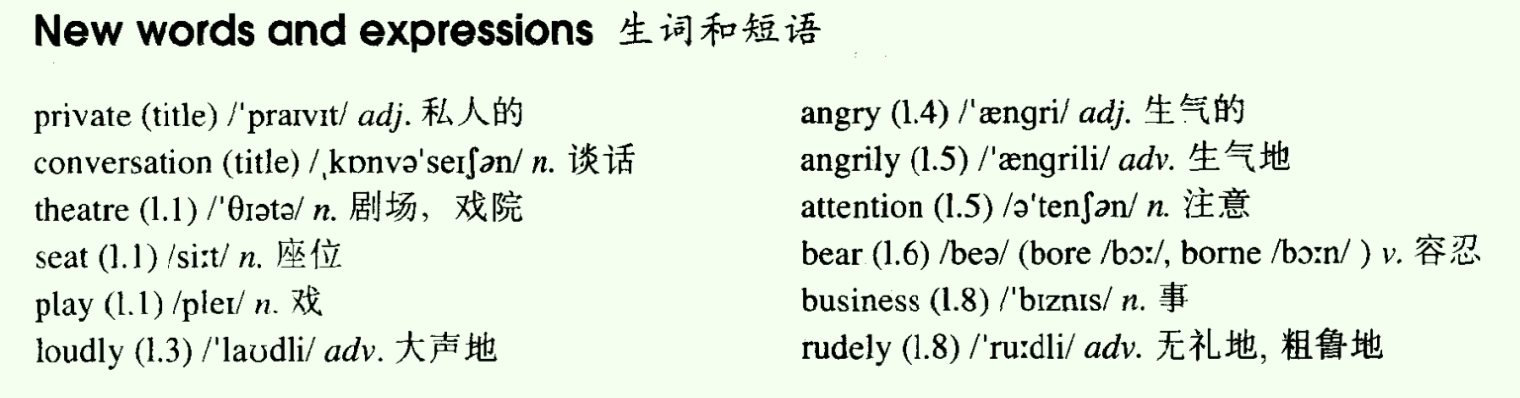 New words and expressions 生词和短语
private (title) /'praɪvɪt/ adj. 私人的
conversation (title) /ˌkɒnvə'seɪʃən/ n. 谈话
theatre (l.1) /'θɪətə/ n. 剧场，戏院
seat (l.1) /siːt/ n. 座位
play (l.1) /pleɪ/ n. 戏
loudly (l.3) /'laʊdli/ adv. 大声地
angry (l.4) /'æŋgri/ adj. 生气的
angrily (l.5) /'æŋgrili/ adv. 生气地
attention (l.5) /ə'tenʃən/ n. 注意
bear (l.6) /beə/ (bore /bɔː/, borne /bɔːn/ ) v. 容忍
business (l.8) /'bɪznɪs/ n. 事
rudely (l.8) /'ruːdli/ adv. 无礼地, 粗鲁地